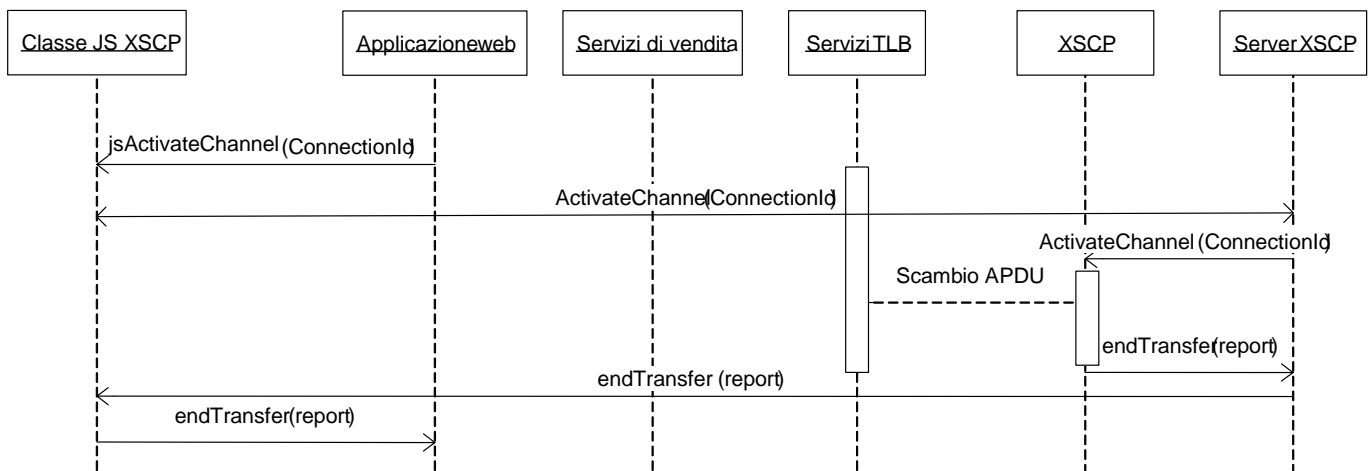 Classe JS XSCP
Applicazioneweb
Servizi di vendita
Servizi TLB
XSCP
Server XSCP
jsActivateChannel (ConnectionId)
ActivateChannel(ConnectionId)
ActivateChannel (ConnectionId)
Scambio APDU
endTransfer(report)
endTransfer (report)
endTransfer(report)